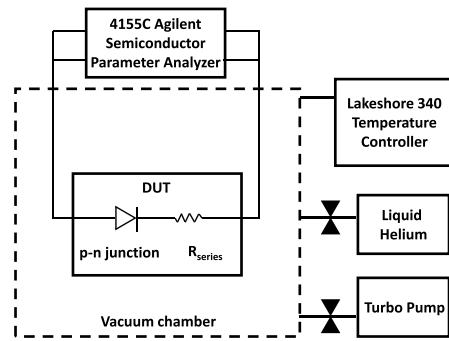 4155C Agilent
Semiconductor
Parameter Analyzer
Lakeshore 340
Temperature
Controller
DUT
p-n junction
Rseries
Liquid
Helium
Turbo Pump
Vacuum chamber